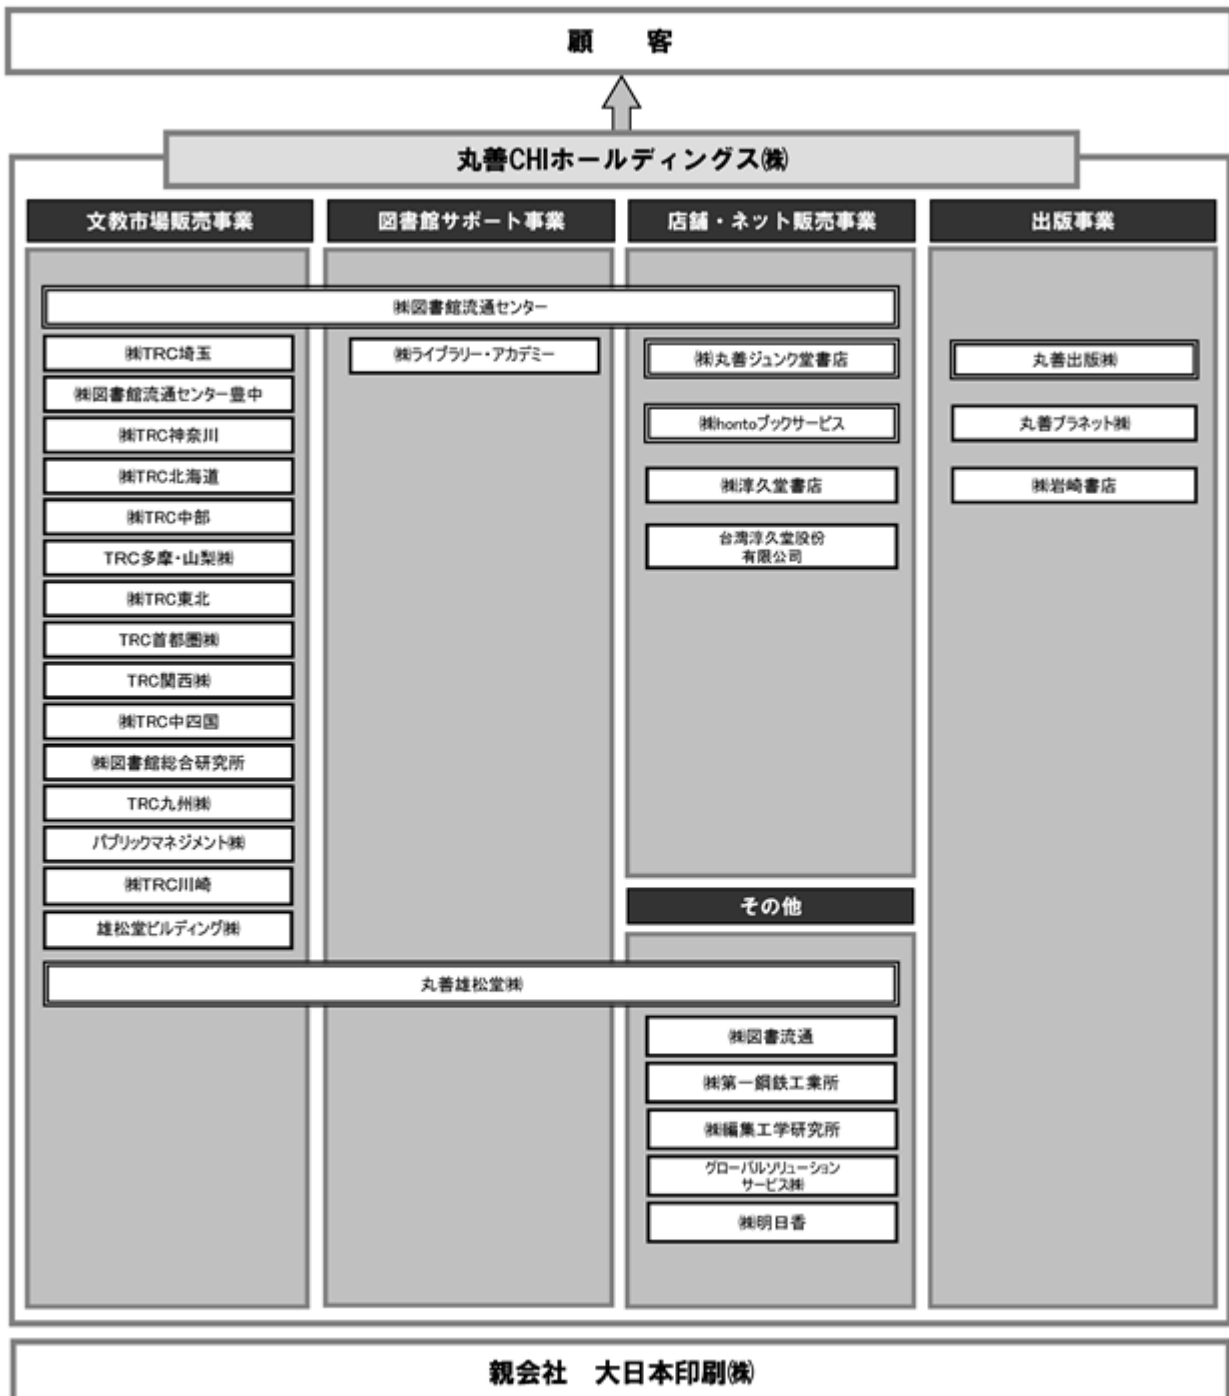 顧　客
丸善CHIホールディングス㈱
文教市場販売事業
図書館サポート事業
店舗・ネット販売事業
出版事業
㈱図書館流通センター
㈱TRC埼玉
㈱図書館流通センター豊中
㈱TRC神奈川
㈱TRC北海道
㈱TRC中部
TRC多摩・山梨㈱
㈱TRC東北
TRC首都圏㈱
TRC関西㈱
㈱TRC中四国
㈱図書館総合研究所
TRC九州㈱
パブリックマネジメント㈱
㈱TRC川崎
雄松堂ビルディング㈱
㈱ライブラリー・アカデミー
㈱丸善ジュンク堂書店
㈱hontoブックサービス
㈱淳久堂書店
台湾淳久堂股份
有限公司
丸善出版㈱
丸善プラネット㈱
㈱岩崎書店
その他
丸善雄松堂㈱
㈱図書流通
㈱第一鋼鉄工業所
㈱編集工学研究所
グローバルソリューション
サービス㈱
㈱明日香
親会社　大日本印刷㈱